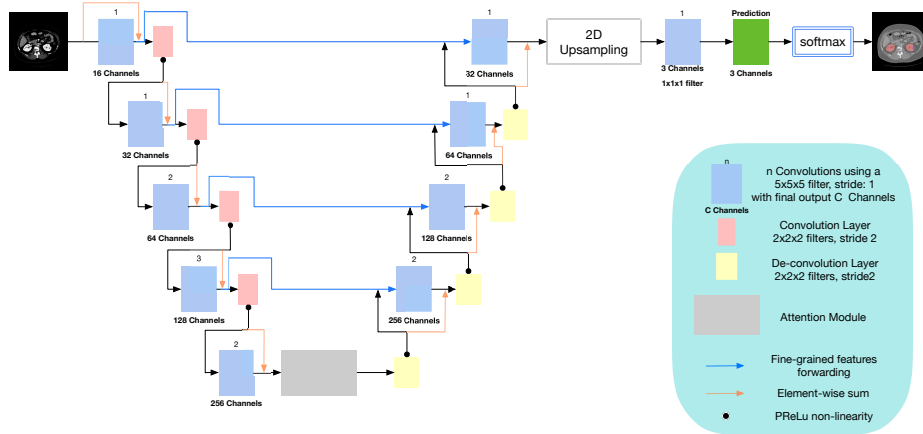 1
16 Channels
1
32 Channels
2D
Upsampling
1
3 Channels
1x1x1 filter
Prediction
3 Channels
softmax
1
32 Channels
1
64 Channels
2
64 Channels
2
128 Channels
3
128 Channels
2
256 Channels
2
256 Channels
n
C Channels
n Convolutions using a
5x5x5 filter, stride: 1
with final output C Channels
Convolution Layer
2x2x2 filters, stride 2
De-convolution Layer
2x2x2 filters, stride2
Attention Module
Fine-grained features
forwarding
Element-wise sum
PReLu non-linearity